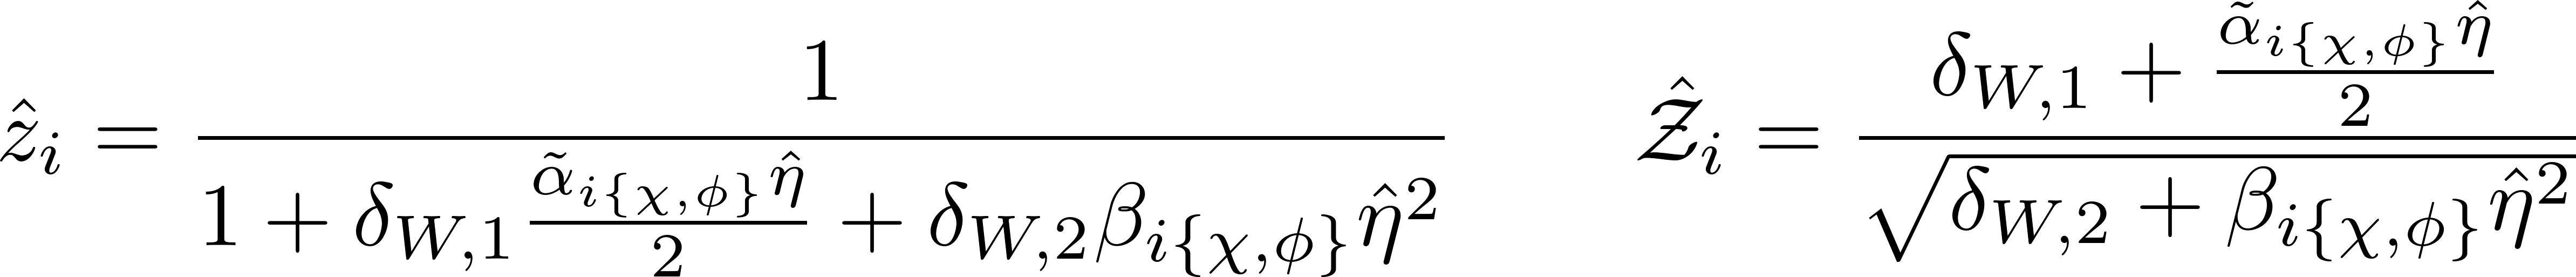 \hat{z}_i = \frac{1}{1 + \delta_{W,1} \frac{\tilde{\alpha}_{i\{\chi,\phi\}} \hat{\eta}}{2} + \delta_{W,2} \beta_{i\{\chi,\phi\}} \hat{\eta}^2} \qquad \hat{\mathcal{Z}}_i = \frac{\delta_{W,1} + \frac{\tilde{\alpha}_{i\{\chi,\phi\}} \hat{\eta}}{2}}{\sqrt{\delta_{W,2} + \beta_{i\{\chi,\phi\}} \hat{\eta}^2}}